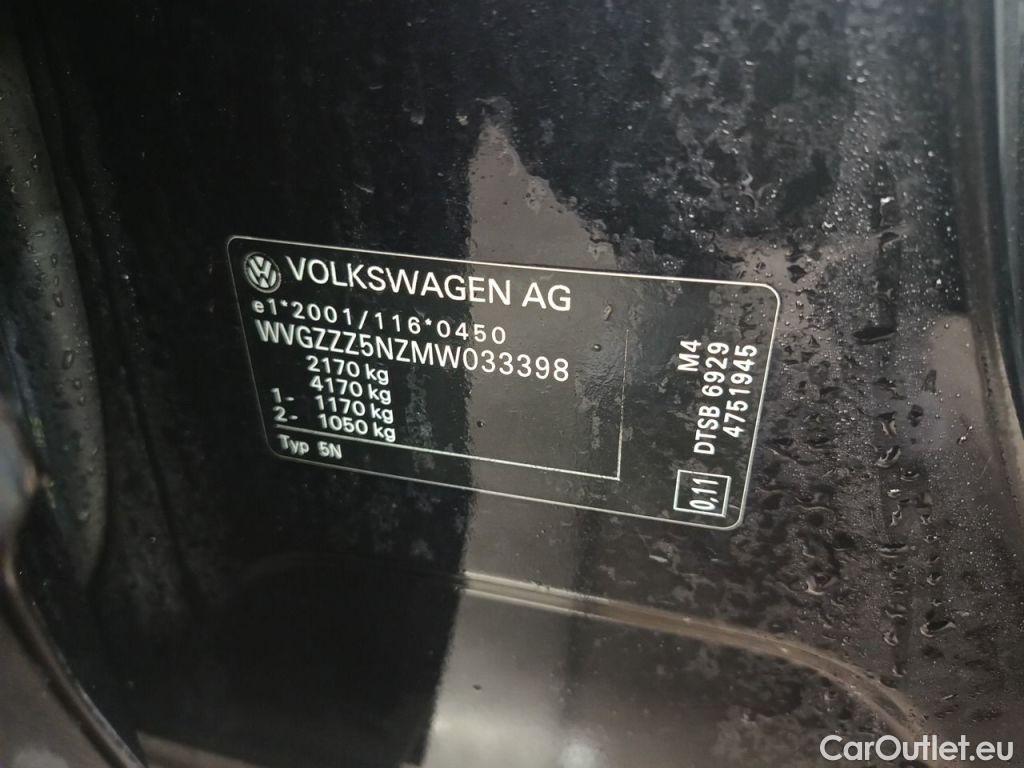 VOLKSWAGEN AG
e1*2001/116*0450
WVGZZZ5NZMW033398
2170 kg
4170 kg
1- 1170 kg
2- 1050 kg
Typ 5N
M4
DTSB 6929
4751945
0,11
CarOutlet.eu